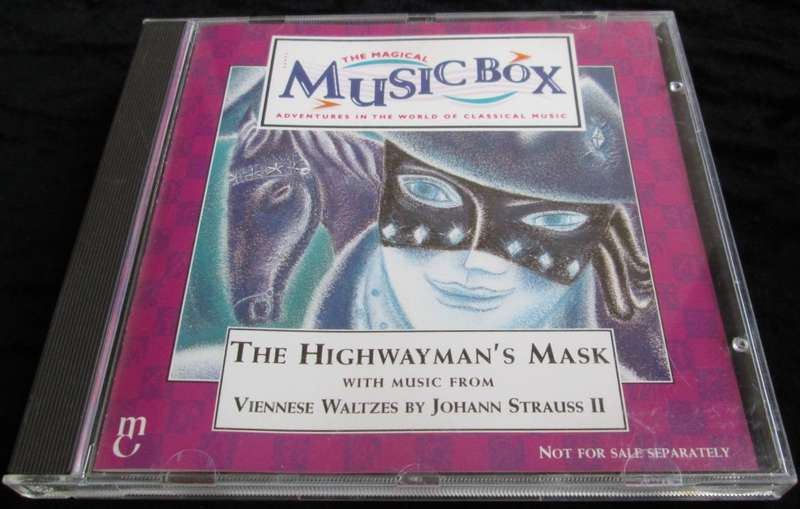 THE MAGICAL
MUSIC BOX
ADVENTURES IN THE WORLD OF CLASSICAL MUSIC
THE HIGHWAYMAN'S MASK
WITH MUSIC FROM
VIENNESE WALTZES BY JOHANN STRAUSS II
mc
NOT FOR SALE SEPARATELY